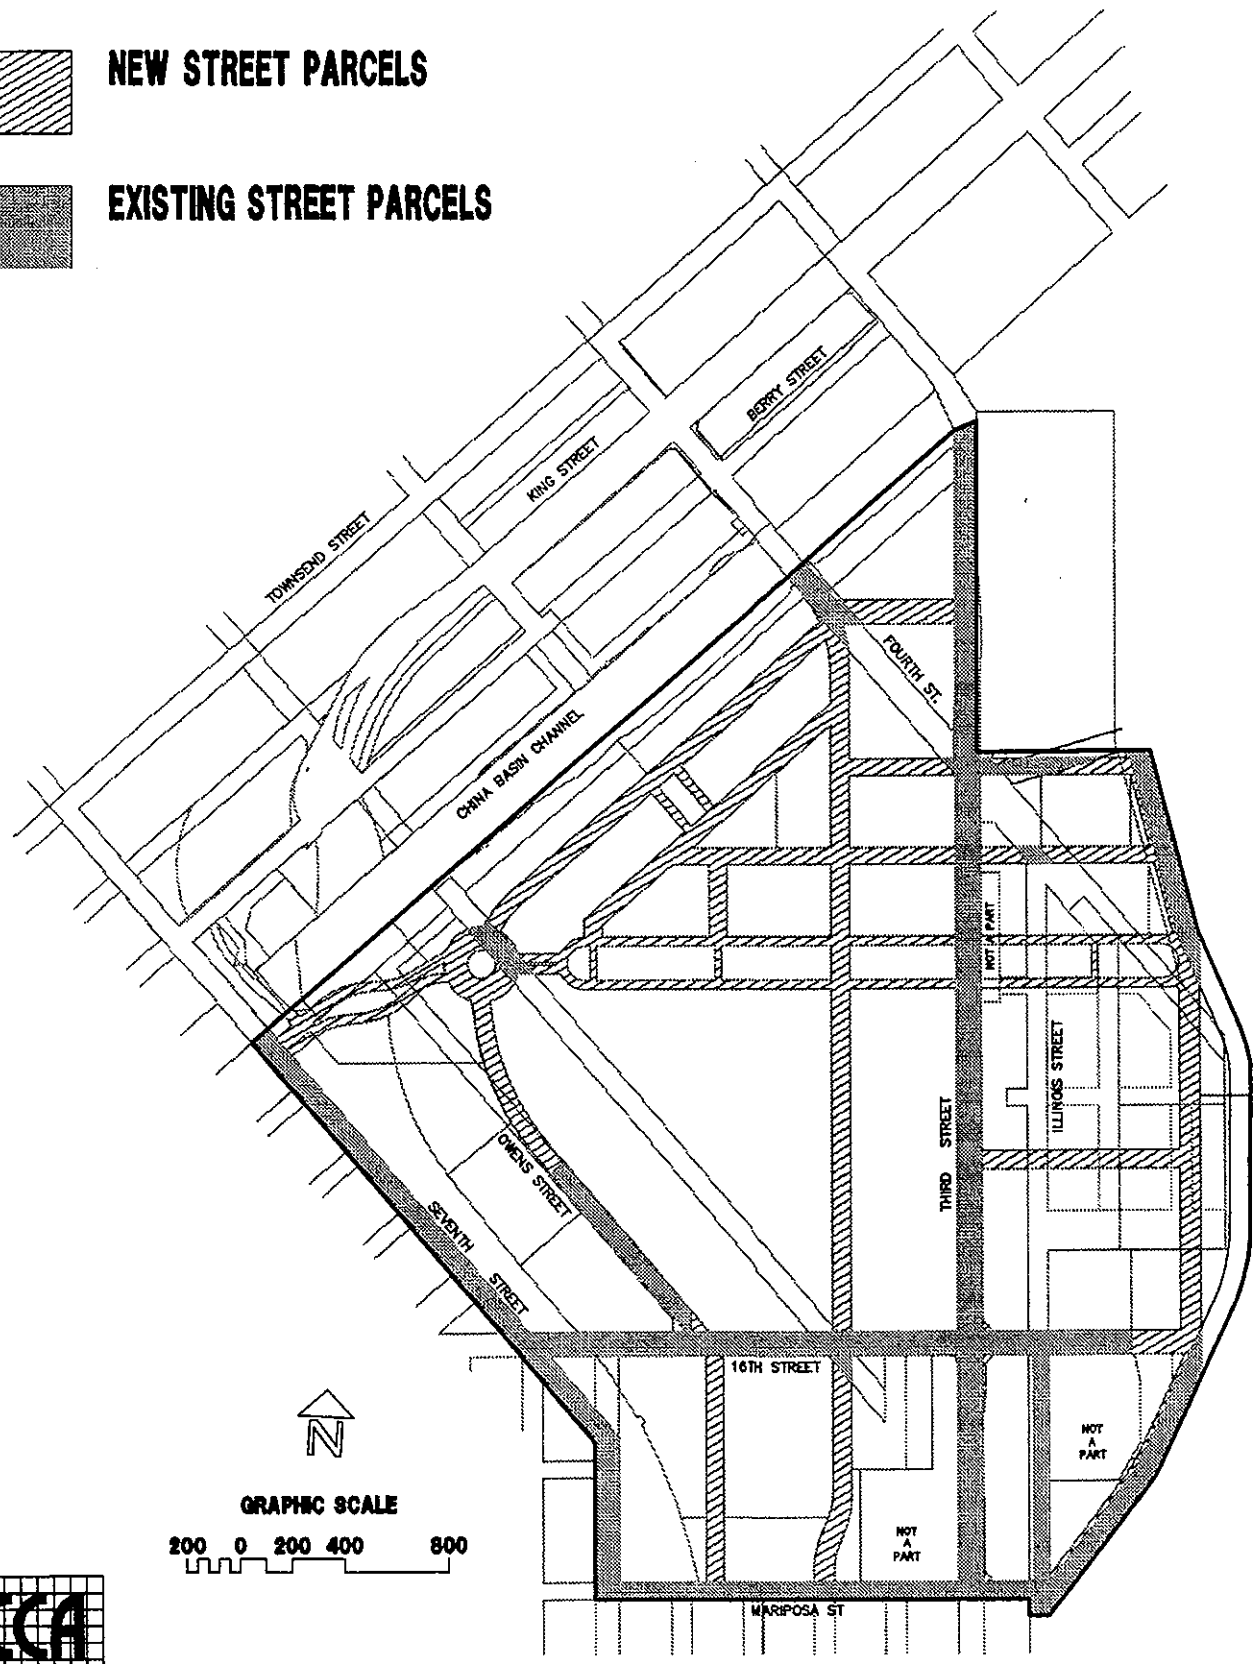 NEW STREET PARCELS
EXISTING STREET PARCELS
BERRY STREET
KING STREET
TOWNSEND STREET
FOURTH ST.
CHINA BASIN CHANNEL
NOT A PART
ILLINOIS STREET
THIRD STREET
OWENS STREET
SEVENTH STREET
16TH STREET
NOT
A
PART
N
GRAPHIC SCALE
200 0 200 400 800
NOT
A
PART
MARIPOSA ST